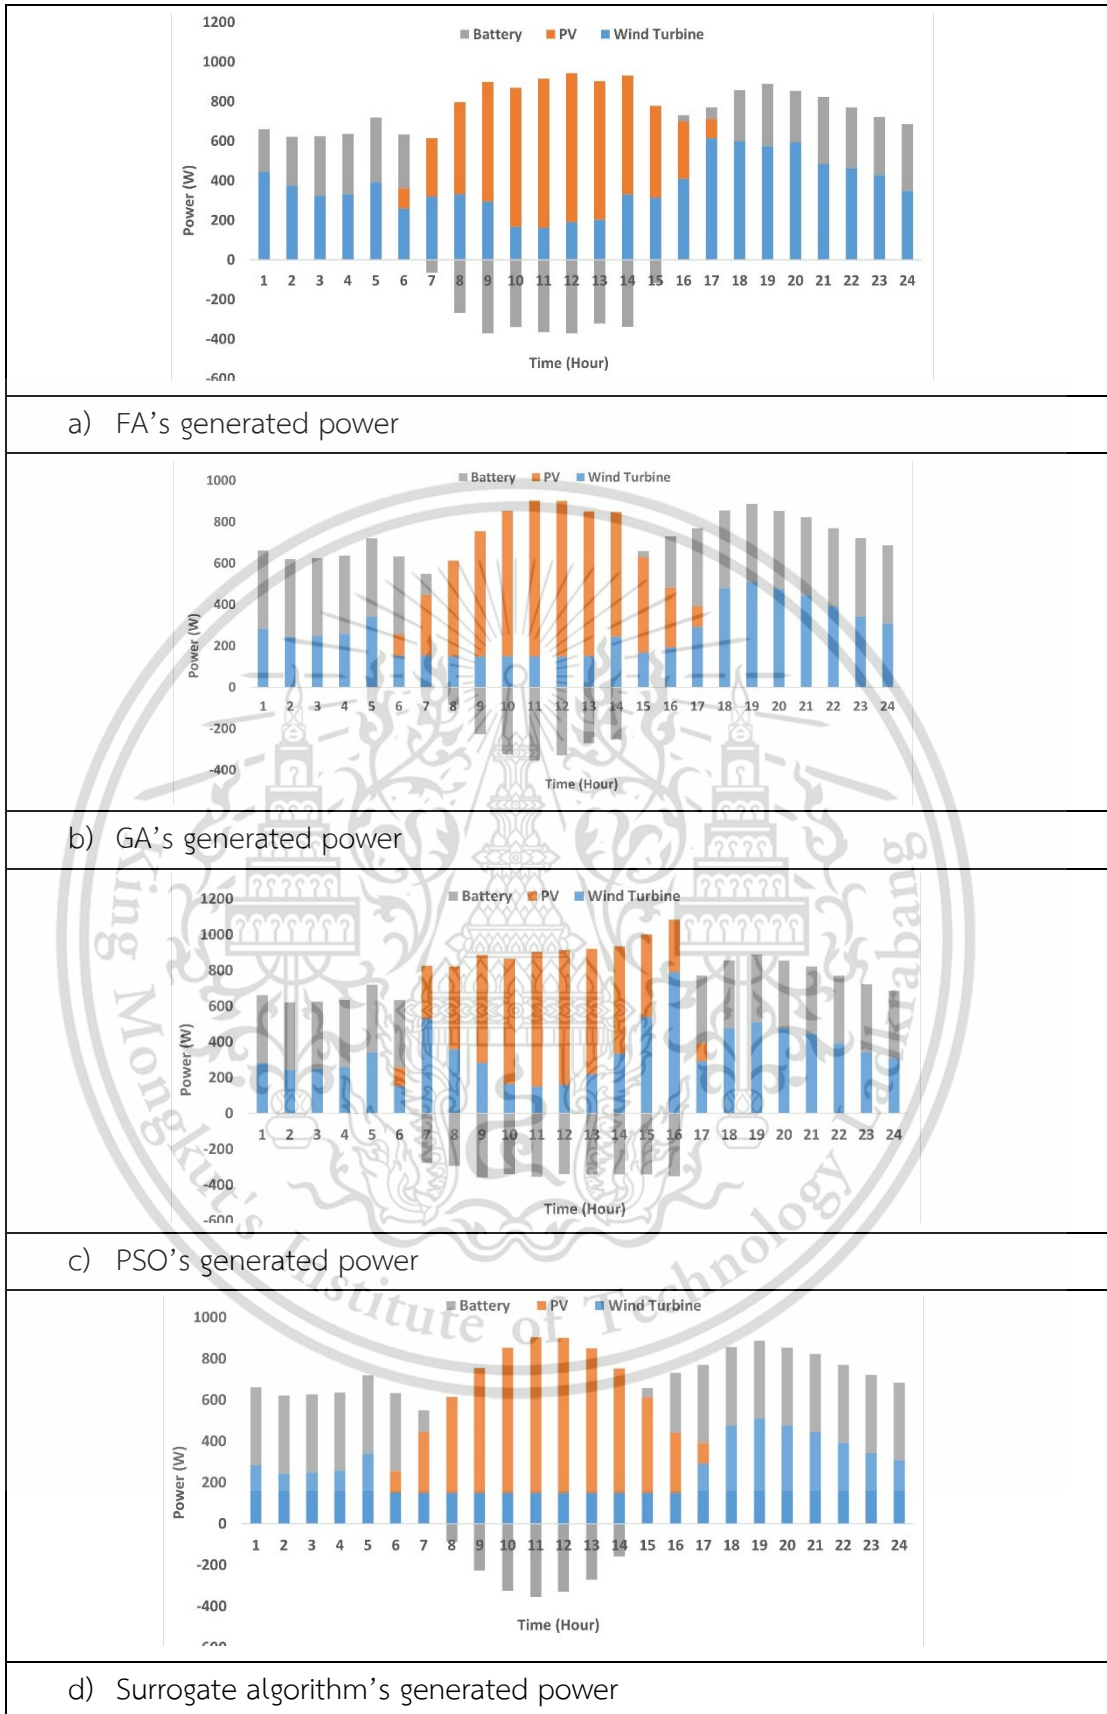 1200
Battery PV Wind Turbine
1000
800
600
400
200
0
-200
-400
-600
Power (W)
1 2 3 4 5 6 7 8 9 10 11 12 13 14 15 16 17 18 19 20 21 22 23 24
Time (Hour)
a) FA's generated power
Battery PV Wind Turbine
1000
800
600
400
200
0
-200
-400
Power (W)
1 2 3 4 5 6 7 8 9 10 11 12 13 14 15 16 17 18 19 20 21 22 23 24
Time (Hour)
b) GA's generated power
1200
Battery PV Wind Turbine
1000
800
600
400
200
0
-200
-400
-600
Power (W)
1 2 3 4 5 6 7 8 9 10 11 12 13 14 15 16 17 18 19 20 21 22 23 24
Time (Hour)
c) PSO's generated power
Battery PV Wind Turbine
1000
800
600
400
200
0
-200
-400
-600
Power (W)
1 2 3 4 5 6 7 8 9 10 11 12 13 14 15 16 17 18 19 20 21 22 23 24
Time (Hour)
d) Surrogate algorithm's generated power
King Mongkut's Institute of Technology Ladkrabang